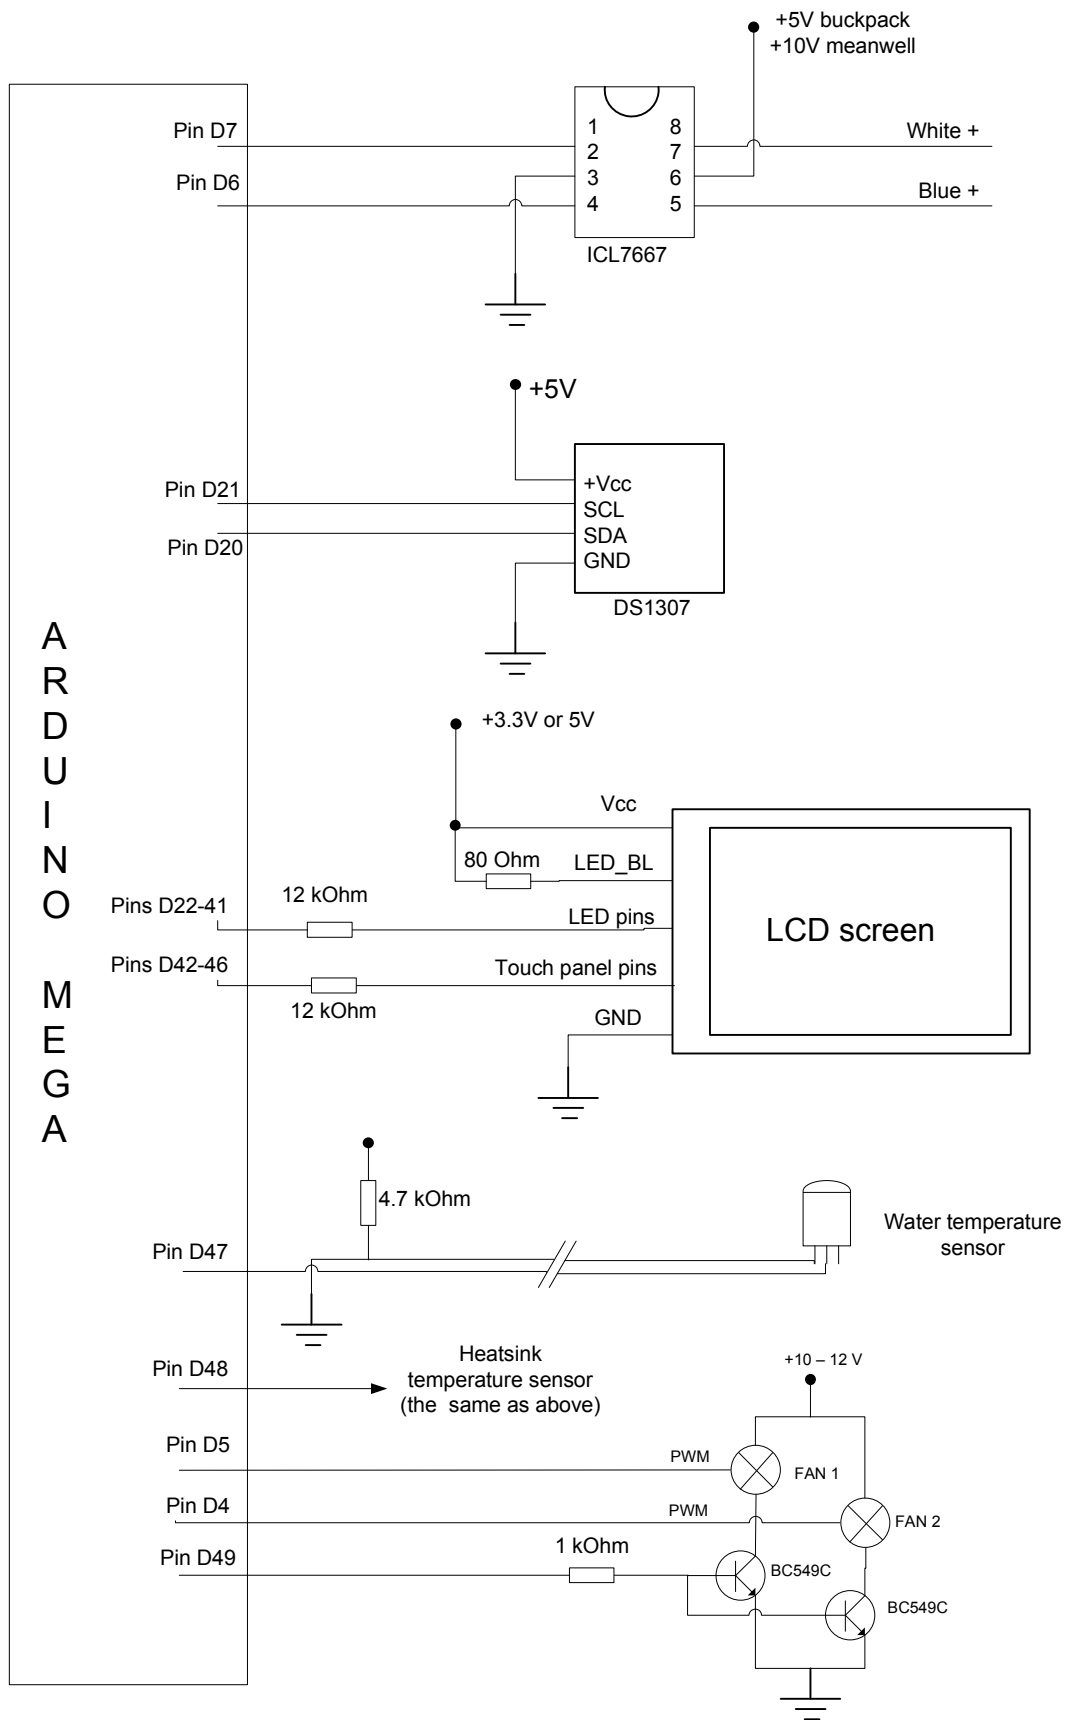 +5V buckpack
+10V meanwell
Pin D7
1
8
White +
2
7
Pin D6
3
6
Blue +
4
5
ICL7667
+5V
Pin D21
+Vcc
SCL
SDA
Pin D20
GND
DS1307
ARDUINO MEGA
+3.3V or 5V
Vcc
80 Ohm
LED_BL
12 kOhm
Pins D22-41
LED pins
LCD screen
Pins D42-46
Touch panel pins
12 kOhm
GND
4.7 kOhm
Water temperature
sensor
Pin D47
Heatsink
temperature sensor
(the same as above)
Pin D48
+10 – 12 V
Pin D5
PWM
FAN 1
Pin D4
PWM
FAN 2
1 kOhm
Pin D49
BC549C
BC549C